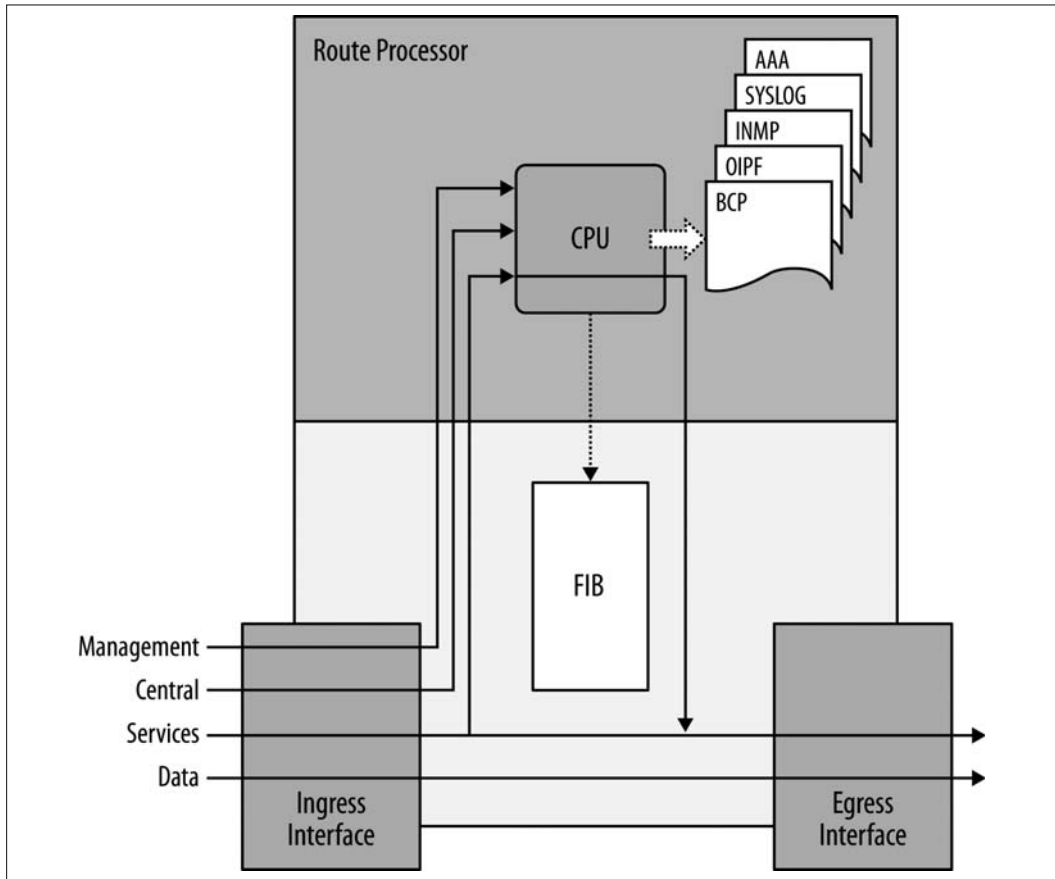 Route Processor
AAA
SYSLOG
INMP
OIPF
BCP
CPU
FIB
Management
Central
Services
Data
Ingress
Interface
Egress
Interface